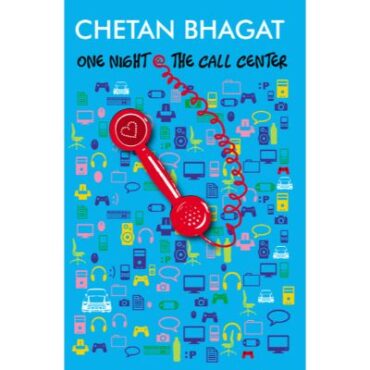 CHETAN BHAGAT
ONE NIGHT @ THE CALL CENTER
:P
:P
:P